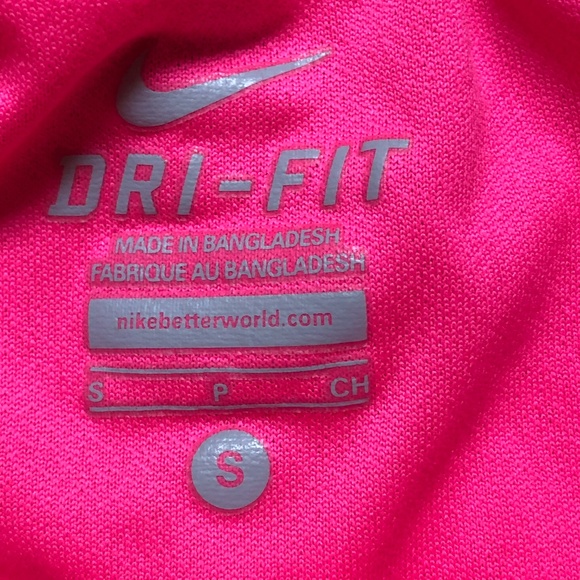 DRI-FIT
MADE IN BANGLADESH
FABRIQUE AU BANGLADESH
nikebetterworld.com
S P CH
S